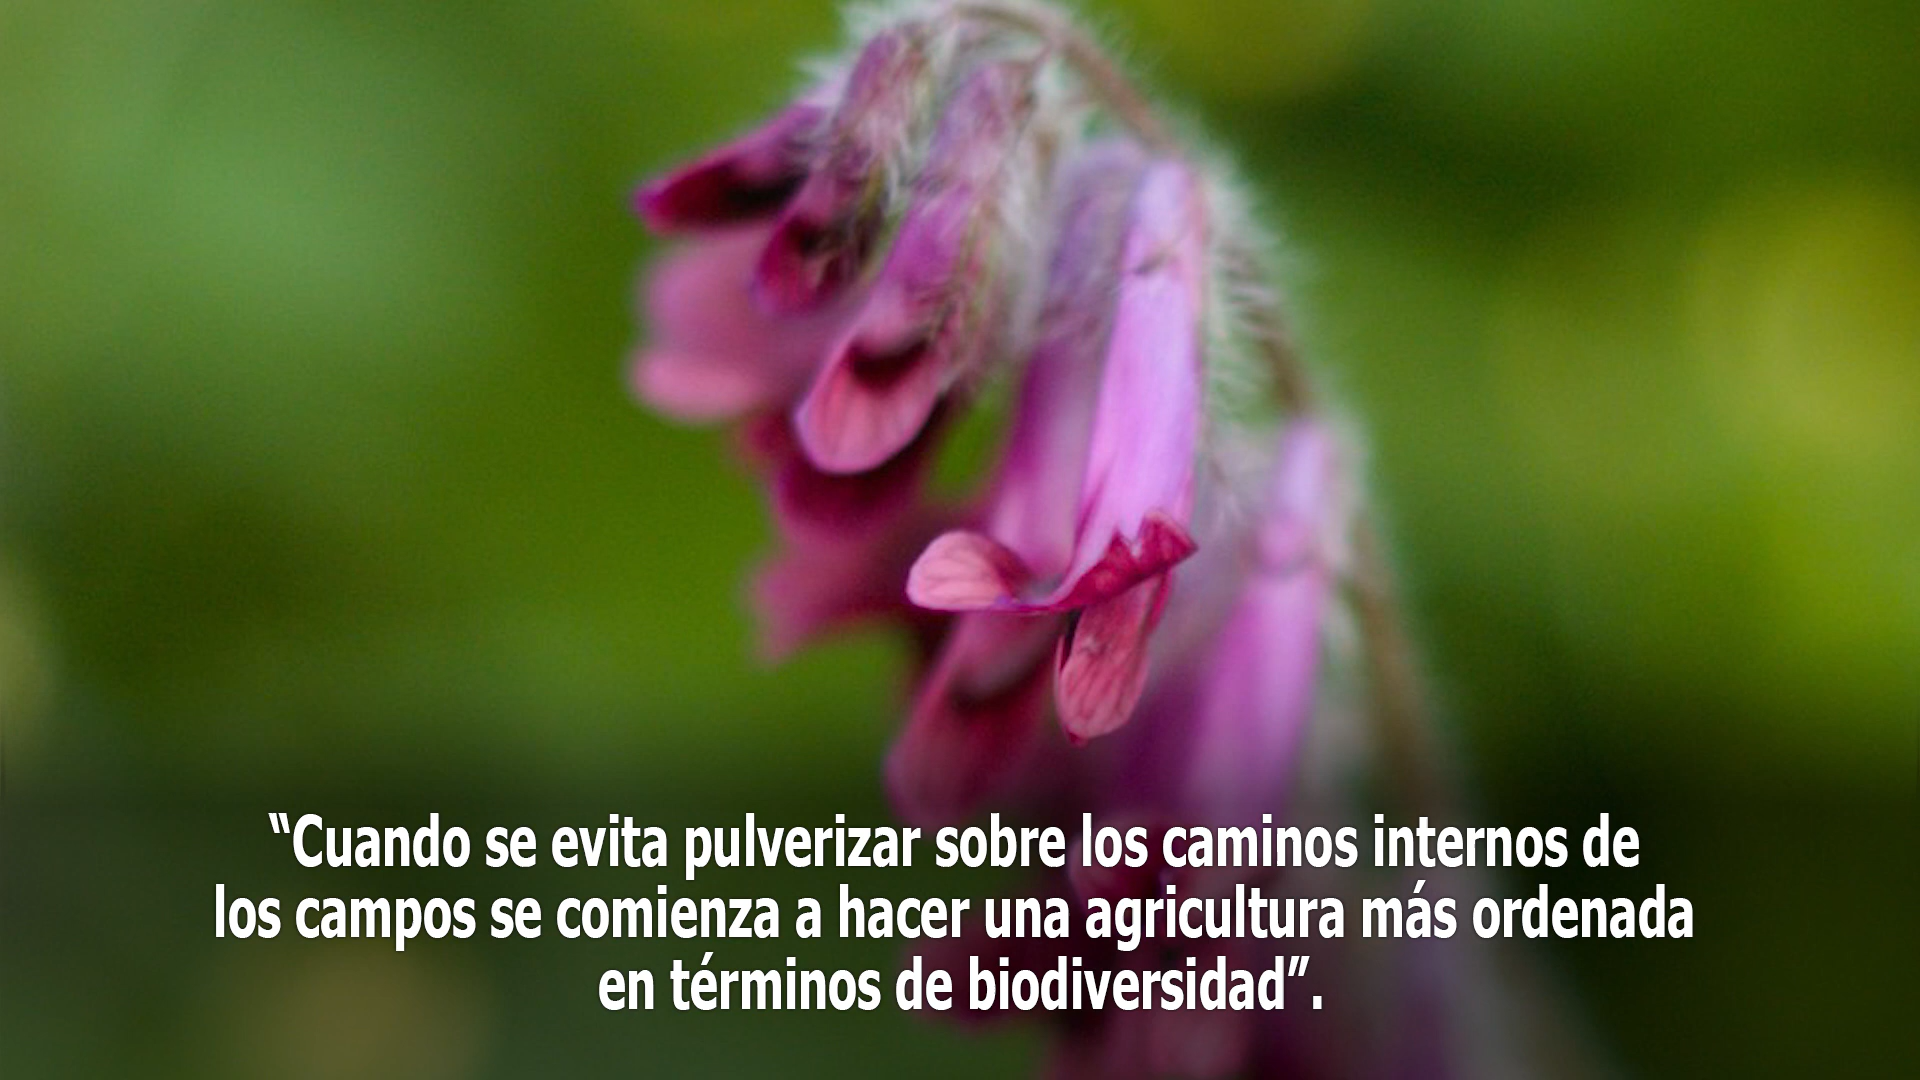 “Cuando se evita pulverizar sobre los caminos internos de
los campos se comienza a hacer una agricultura más ordenada
en términos de biodiversidad”.